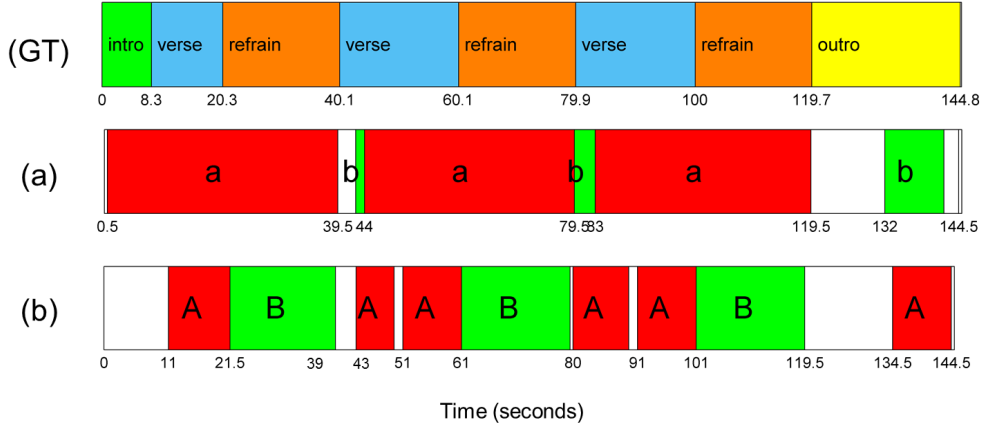 (GT) intro verse refrain verse refrain verse refrain outro
0 8.3 20.3 40.1 60.1 79.9 100 119.7 144.8
(a) a b a b a b
0.5 39.5 44 79.5 83 119.5 132 144.5
(b) A B A A B A A B A
0 11 21.5 39 43 51 61 80 91 101 119.5 134.5 144.5
Time (seconds)